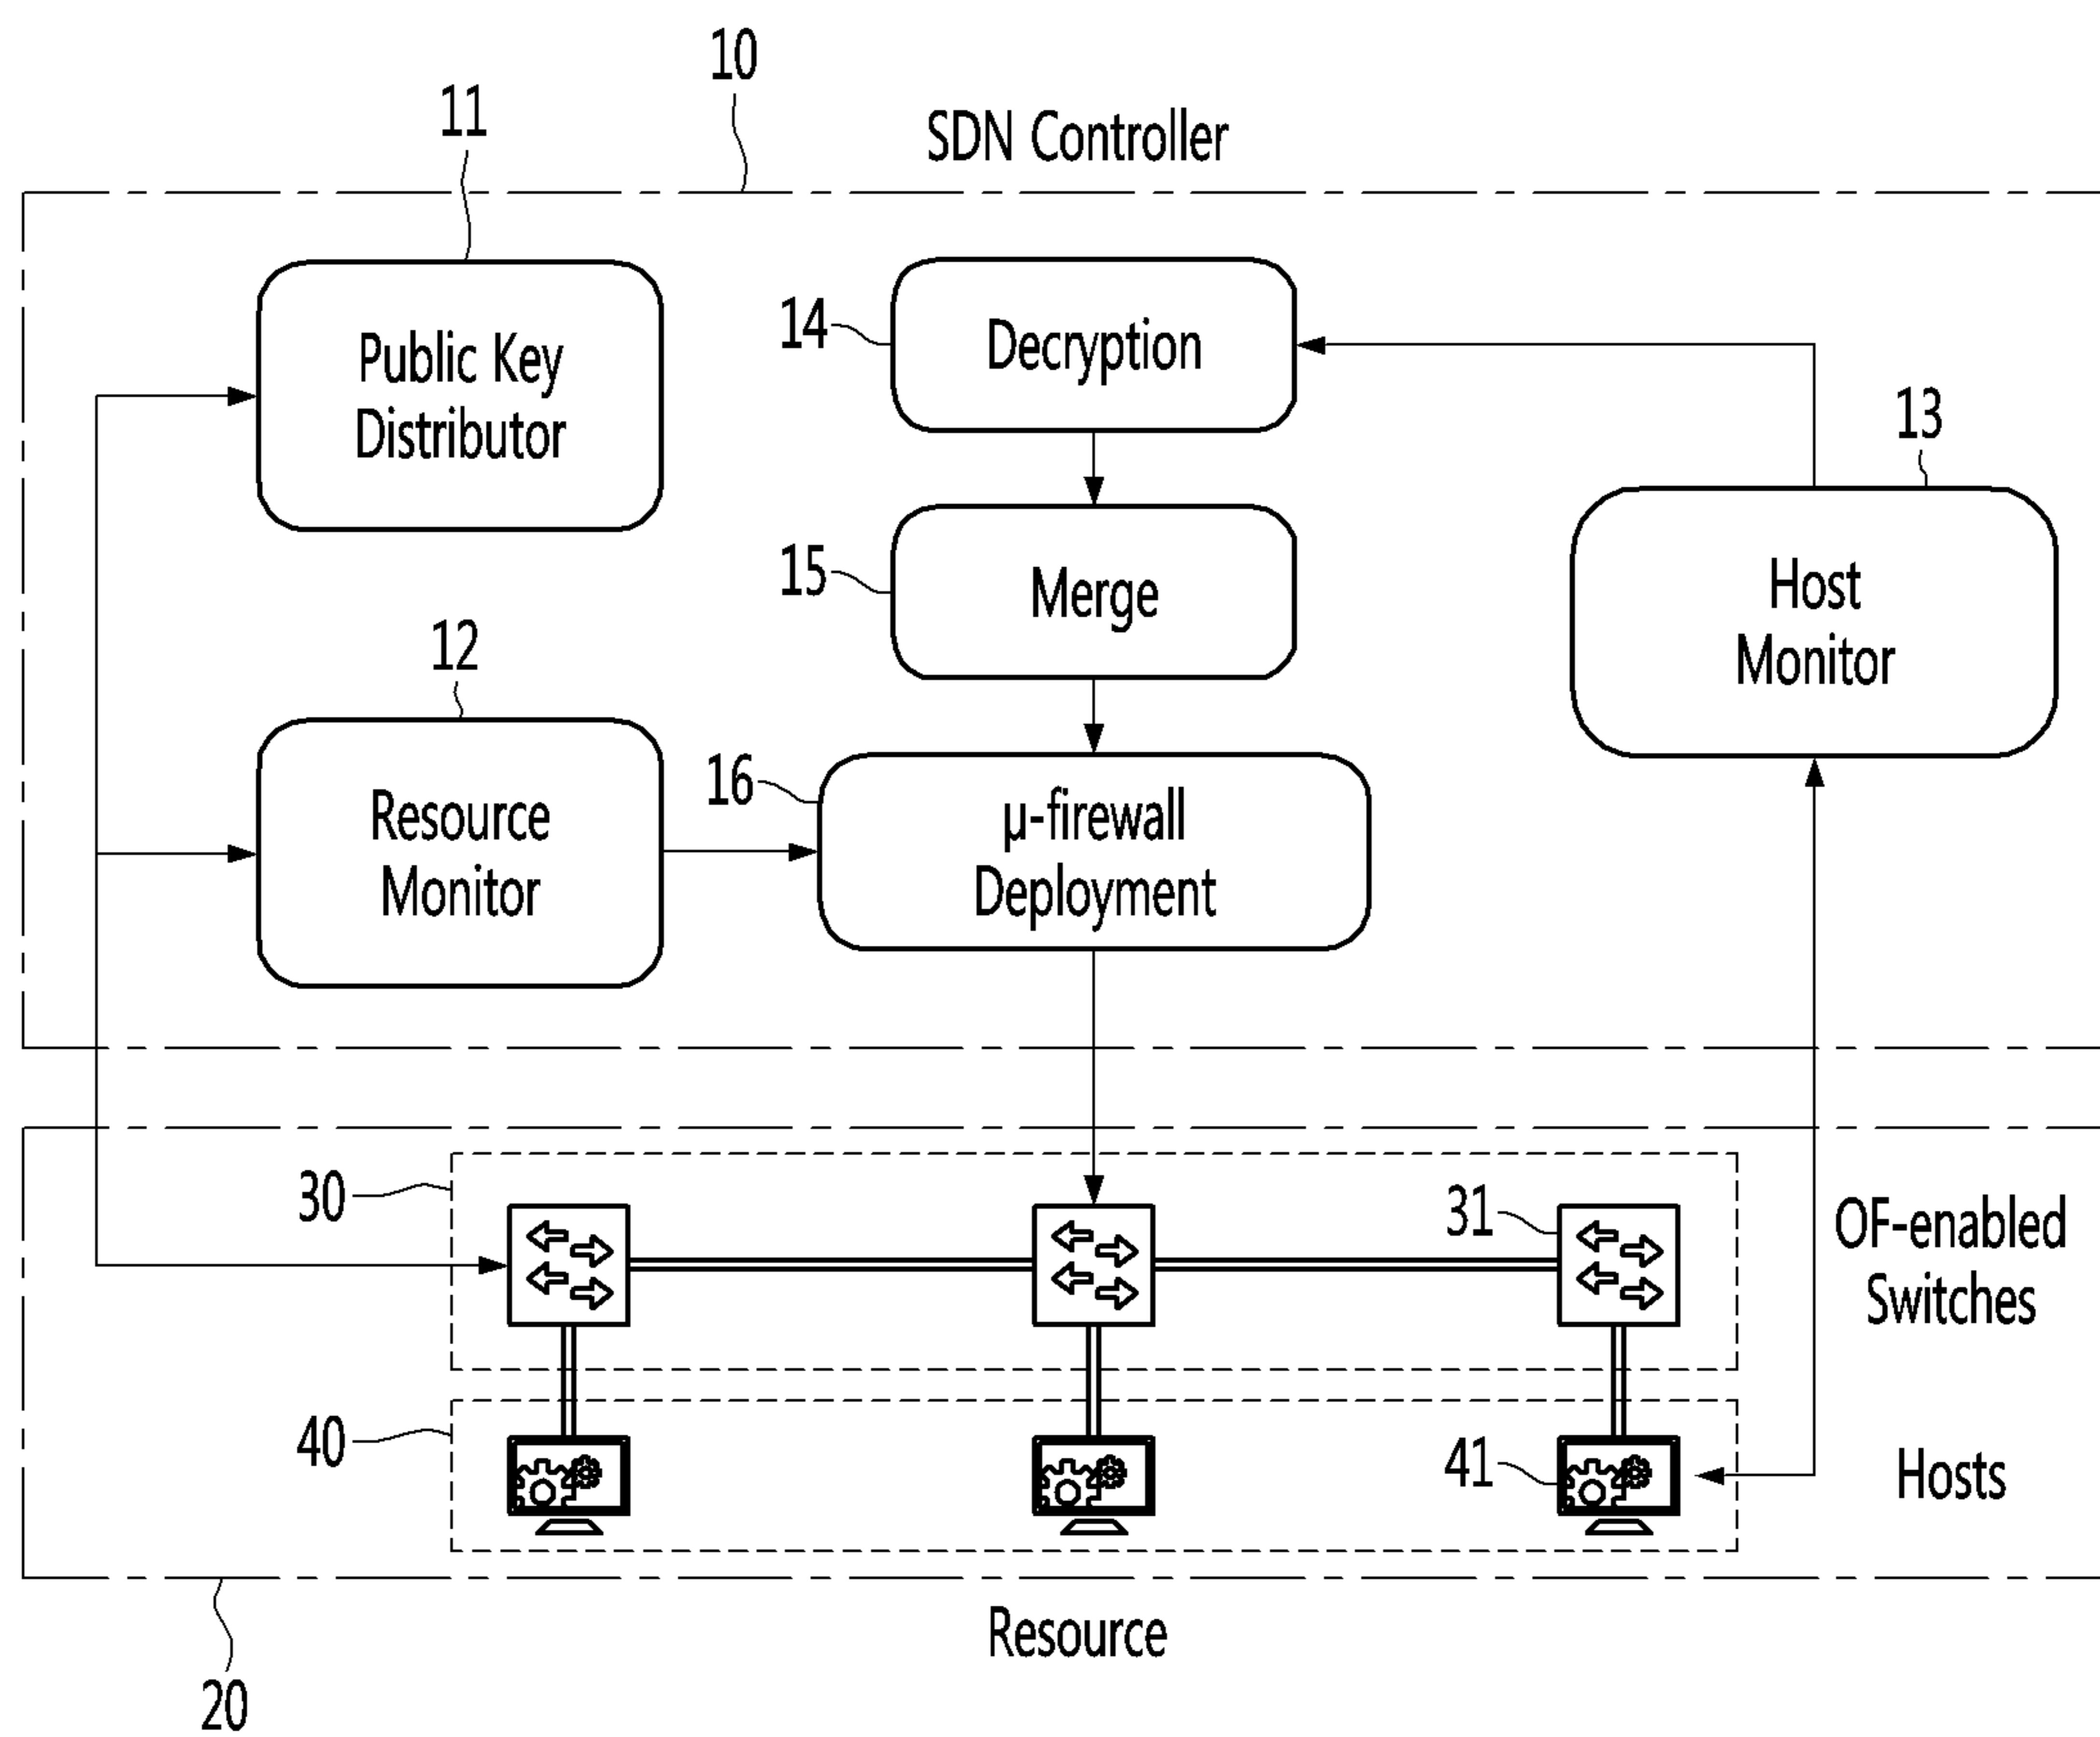 10
SDN Controller
11
Public Key
Distributor
14
Decryption
13
Host
Monitor
15
Merge
12
Resource
Monitor
16
μ-firewall
Deployment
30
31
OF-enabled
Switches
40
41
Hosts
Resource
20